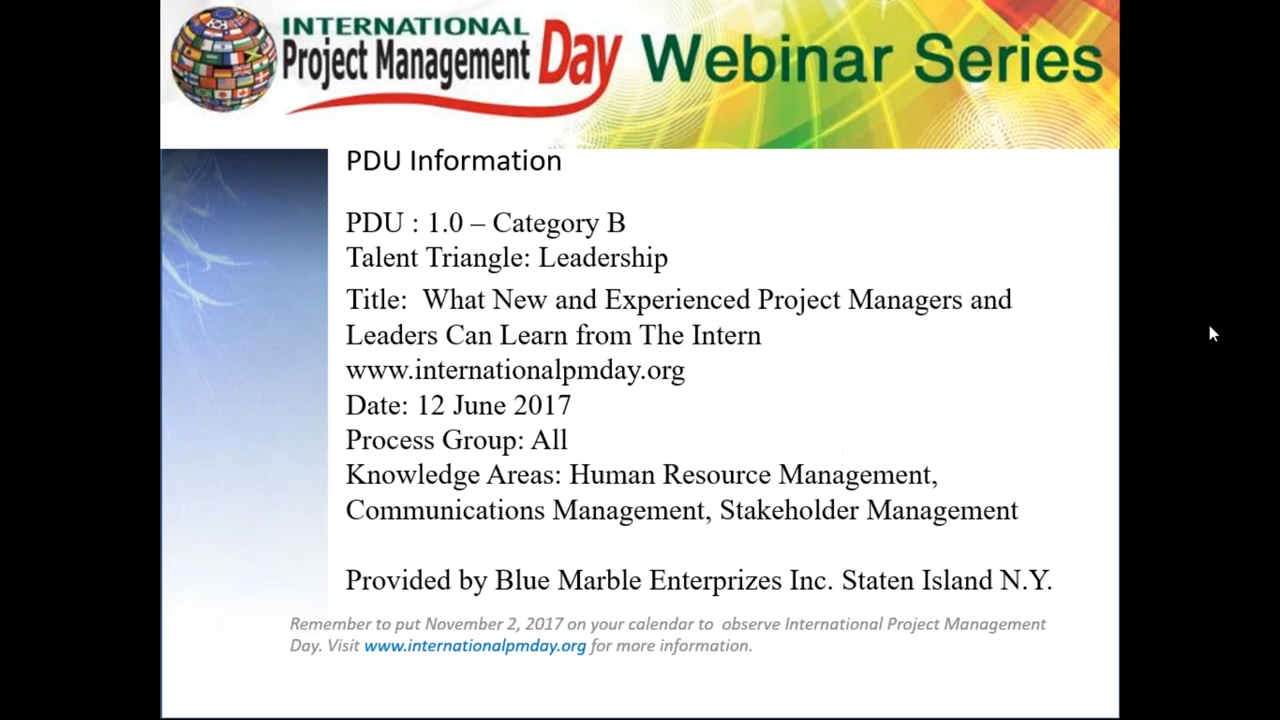 INTERNATIONAL
Project Management Day Webinar Series
PDU Information
PDU : 1.0 – Category B
Talent Triangle: Leadership
Title: What New and Experienced Project Managers and
Leaders Can Learn from The Intern
www.internationalpmday.org
Date: 12 June 2017
Process Group: All
Knowledge Areas: Human Resource Management,
Communications Management, Stakeholder Management
Provided by Blue Marble Enterprizes Inc. Staten Island N.Y.
Remember to put November 2, 2017 on your calendar to observe International Project Management
Day. Visit www.internationalpmday.org for more information.